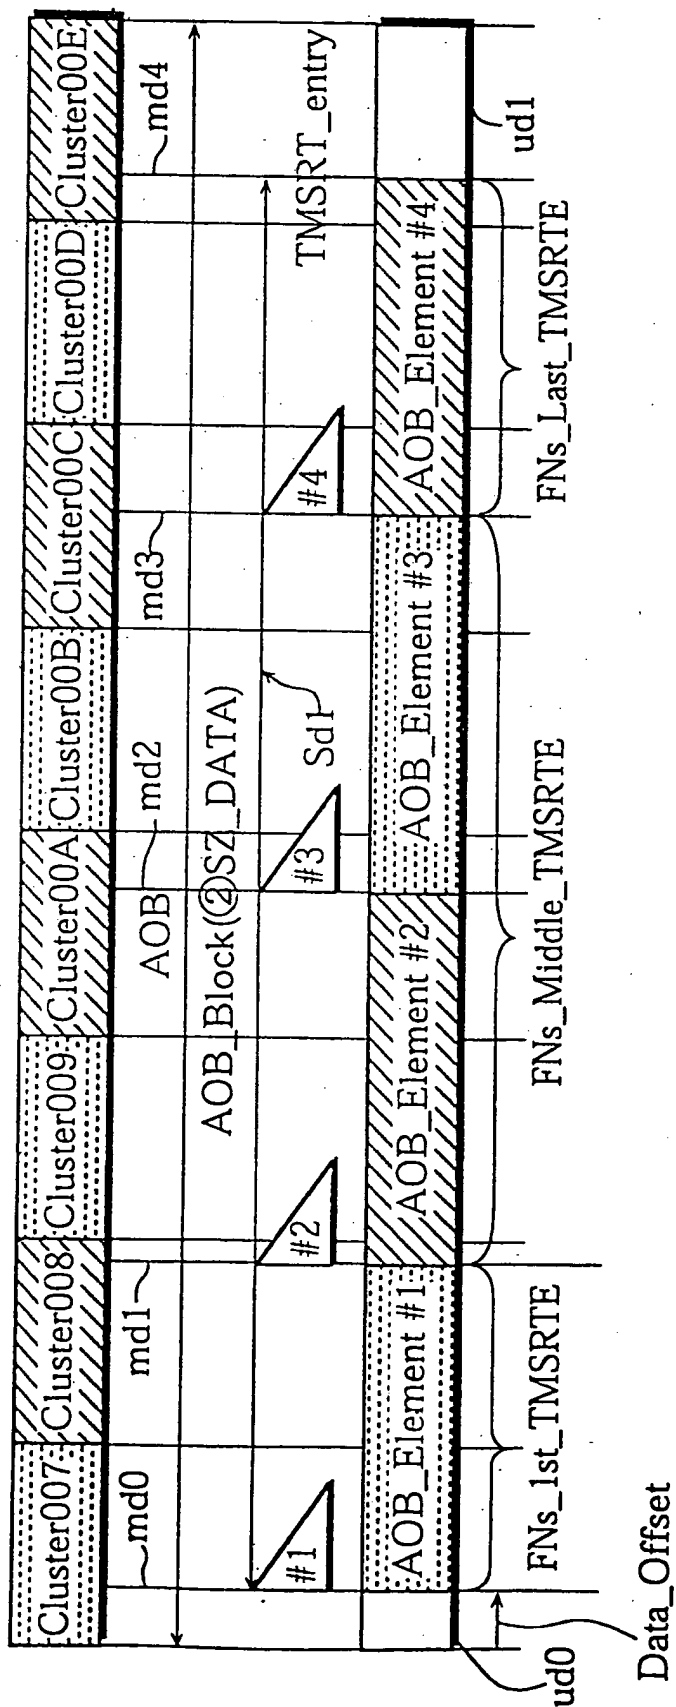 Cluster007
Cluster008
Cluster009
Cluster00A
Cluster00B
Cluster00C
Cluster00D
Cluster00E
md0
md1
AOB
md2
md3
md4
AOB_Block(②SZ_DATA)
Sd1
TMSRT_entry
#1
#2
#3
#4
AOB_Element #1
AOB_Element #2
AOB_Element #3
AOB_Element #4
ud0
ud1
FNs_1st_TMSRTE
FNs_Middle_TMSRTE
FNs_Last_TMSRTE
Data_Offset